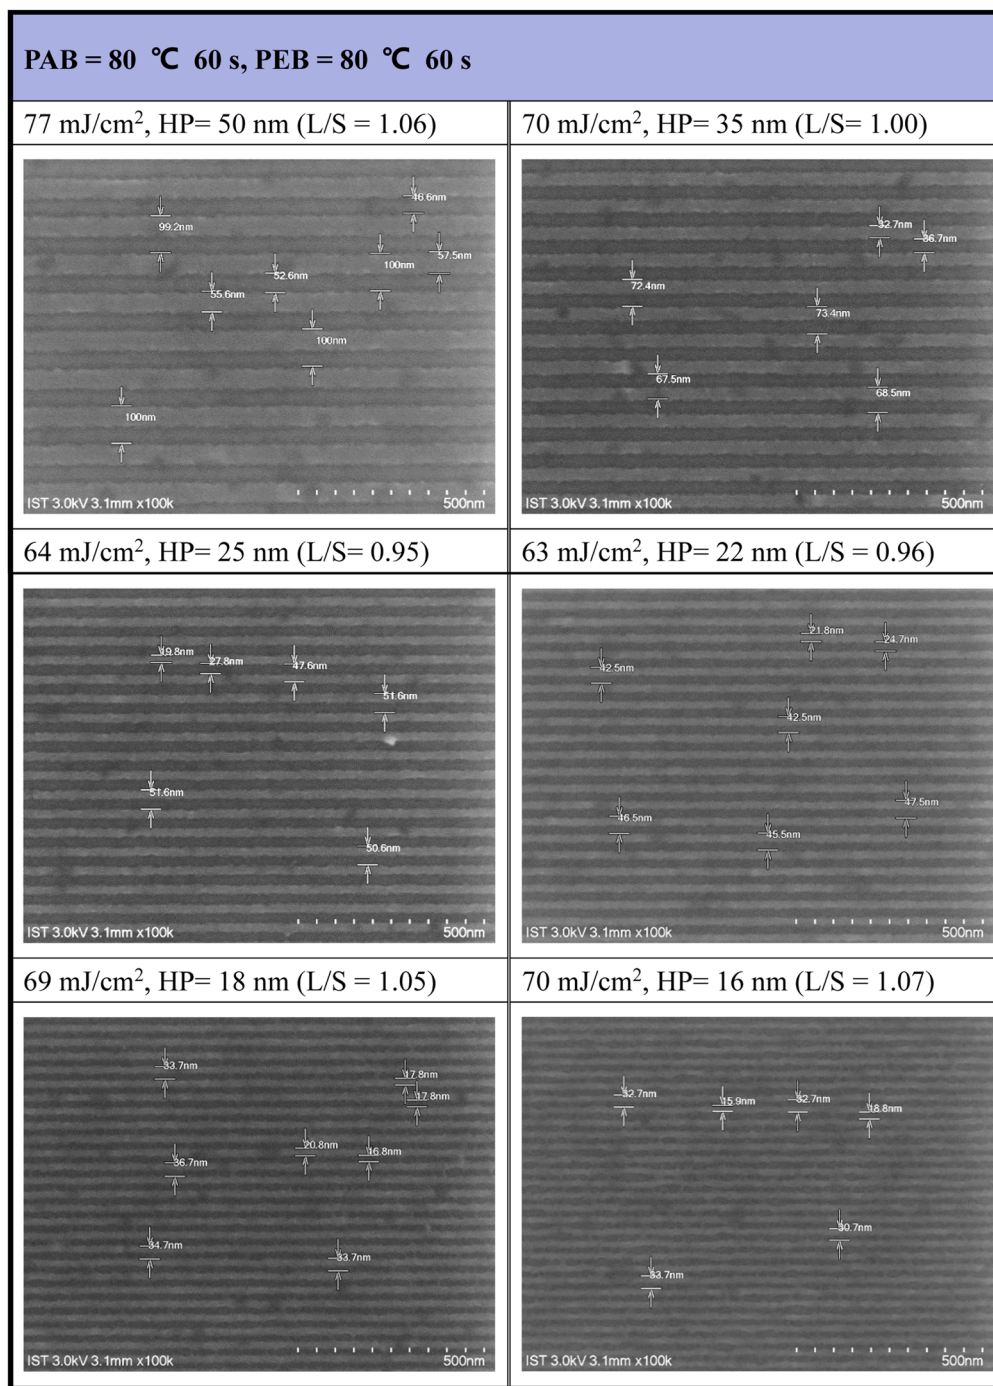 PAB = 80 ℃ 60 s, PEB = 80 ℃ 60 s
77 mJ/cm², HP= 50 nm (L/S = 1.06)
70 mJ/cm², HP= 35 nm (L/S= 1.00)
46.6nm
99.2nm
100nm
57.5nm
52.6nm
55.6nm
100nm
100nm
IST 3.0kV 3.1mm x100k
500nm
32.7nm
36.7nm
72.4nm
73.4nm
67.5nm
68.5nm
IST 3.0kV 3.1mm x100k
500nm
64 mJ/cm², HP= 25 nm (L/S= 0.95)
63 mJ/cm², HP= 22 nm (L/S = 0.96)
19.8nm
27.8nm
47.6nm
51.6nm
51.6nm
50.6nm
IST 3.0kV 3.1mm x100k
500nm
21.8nm
24.7nm
42.5nm
42.5nm
47.5nm
46.5nm
45.5nm
IST 3.0kV 3.1mm x100k
500nm
69 mJ/cm², HP= 18 nm (L/S = 1.05)
70 mJ/cm², HP= 16 nm (L/S = 1.07)
33.7nm
17.8nm
17.8nm
20.8nm
16.8nm
36.7nm
34.7nm
33.7nm
IST 3.0kV 3.1mm x100k
500nm
32.7nm
15.9nm
32.7nm
18.8nm
30.7nm
33.7nm
IST 3.0kV 3.1mm x100k
500nm